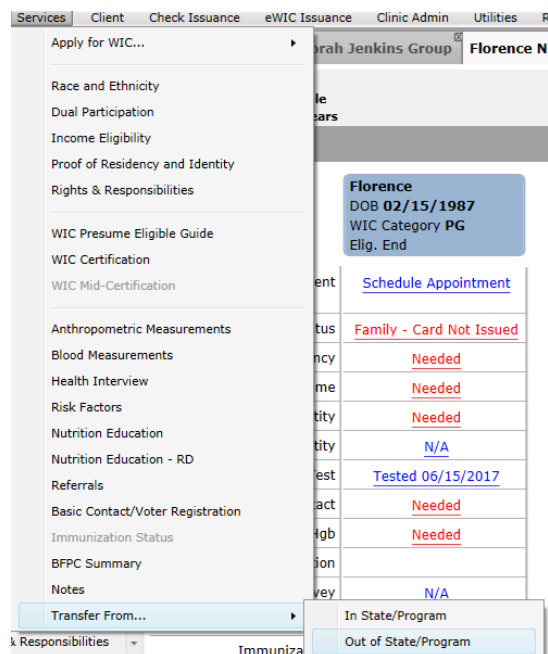 Services Client Check Issuance eWIC Issuance Clinic Admin Utilities R
Apply for WIC...
orah Jenkins Group Florence N
Race and Ethnicity
le
Dual Participation
ears
Income Eligibility
Proof of Residency and Identity
Rights & Responsibilities
Florence
DOB 02/15/1987
WIC Category PG
Elig. End
WIC Presume Eligible Guide
WIC Certification
WIC Mid-Certification
ent Schedule Appointment
Anthropometric Measurements
tus Family - Card Not Issued
Blood Measurements
ncy Needed
Health Interview
me Needed
Risk Factors
tity Needed
Nutrition Education
tity N/A
Nutrition Education - RD
est Tested 06/15/2017
Referrals
Basic Contact/Voter Registration
tact Needed
Immunization Status
Hgb Needed
BFPC Summary
tion
Notes
vey N/A
Transfer From... In State/Program
& Responsibilities Out of State/Program
Immuniza